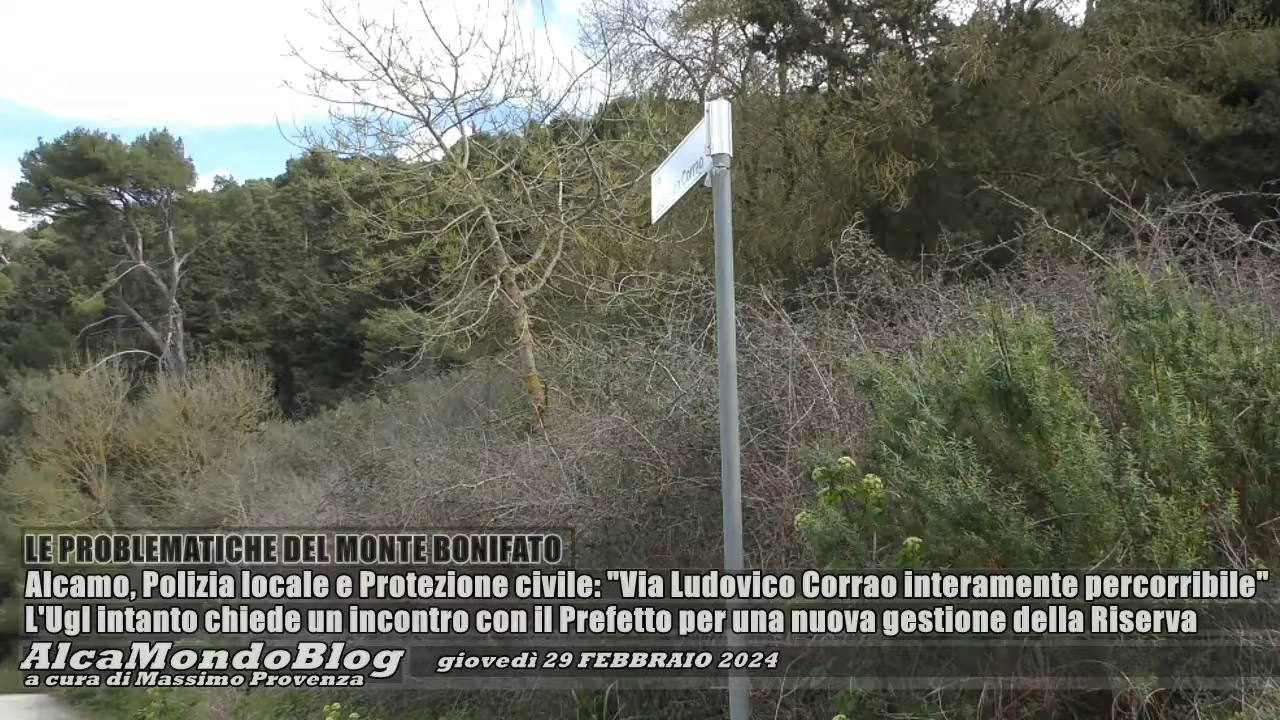 Corrao
LE PROBLEMATICHE DEL MONTE BONIFATO
Alcamo, Polizia locale e Protezione civile: "Via Ludovico Corrao interamente percorribile"
L'Ugl intanto chiede un incontro con il Prefetto per una nuova gestione della Riserva
AlcaMondoBlog giovedì 29 FEBBRAIO 2024
a cura di Massimo Provenza